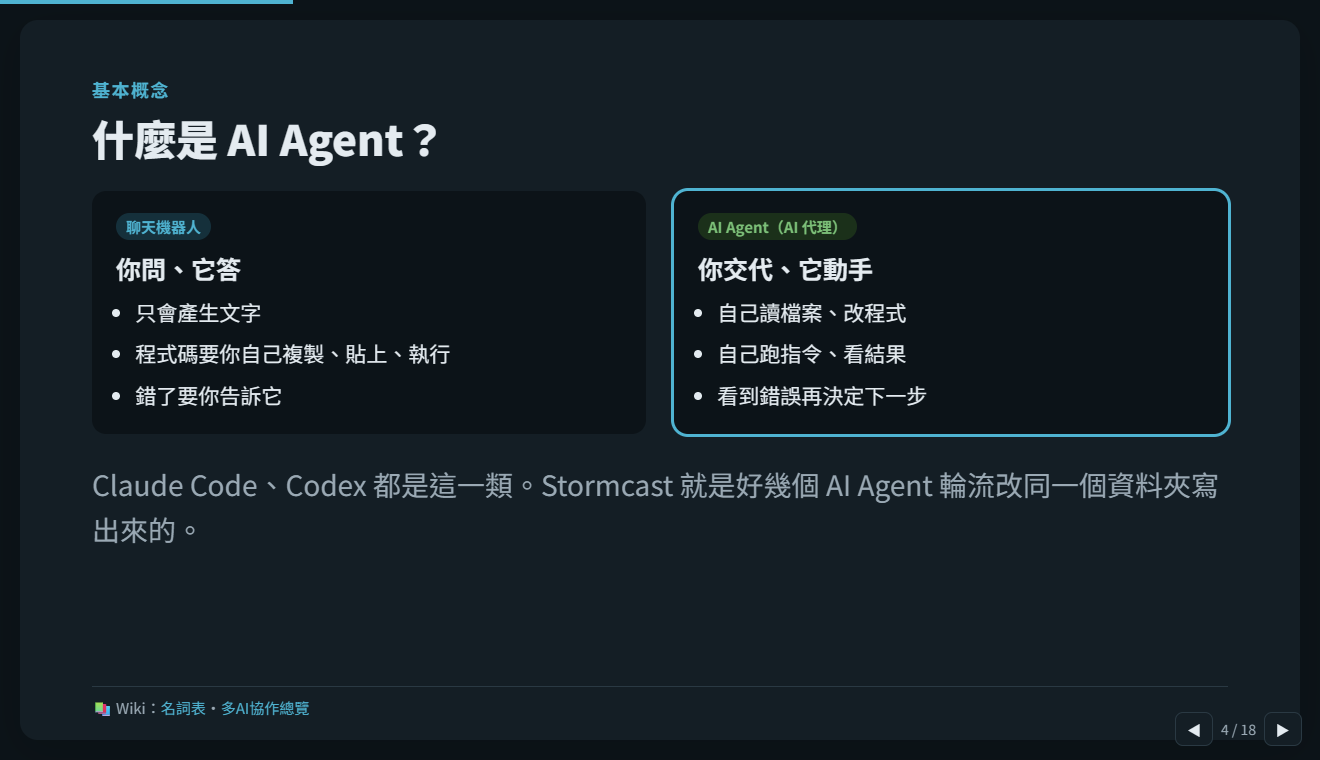 基本概念
什麼是 AI Agent？
聊天機器人
你問、它答
• 只會產生文字
• 程式碼要你自己複製、貼上、執行
• 錯了要你告訴它
AI Agent（AI 代理）
你交代、它動手
• 自己讀檔案、改程式
• 自己跑指令、看結果
• 看到錯誤再決定下一步
Claude Code、Codex 都是這一類。Stormcast 就是好幾個 AI Agent 輪流改同一個資料夾寫
出來的。
Wiki：名詞表・多AI協作總覽
4 / 18